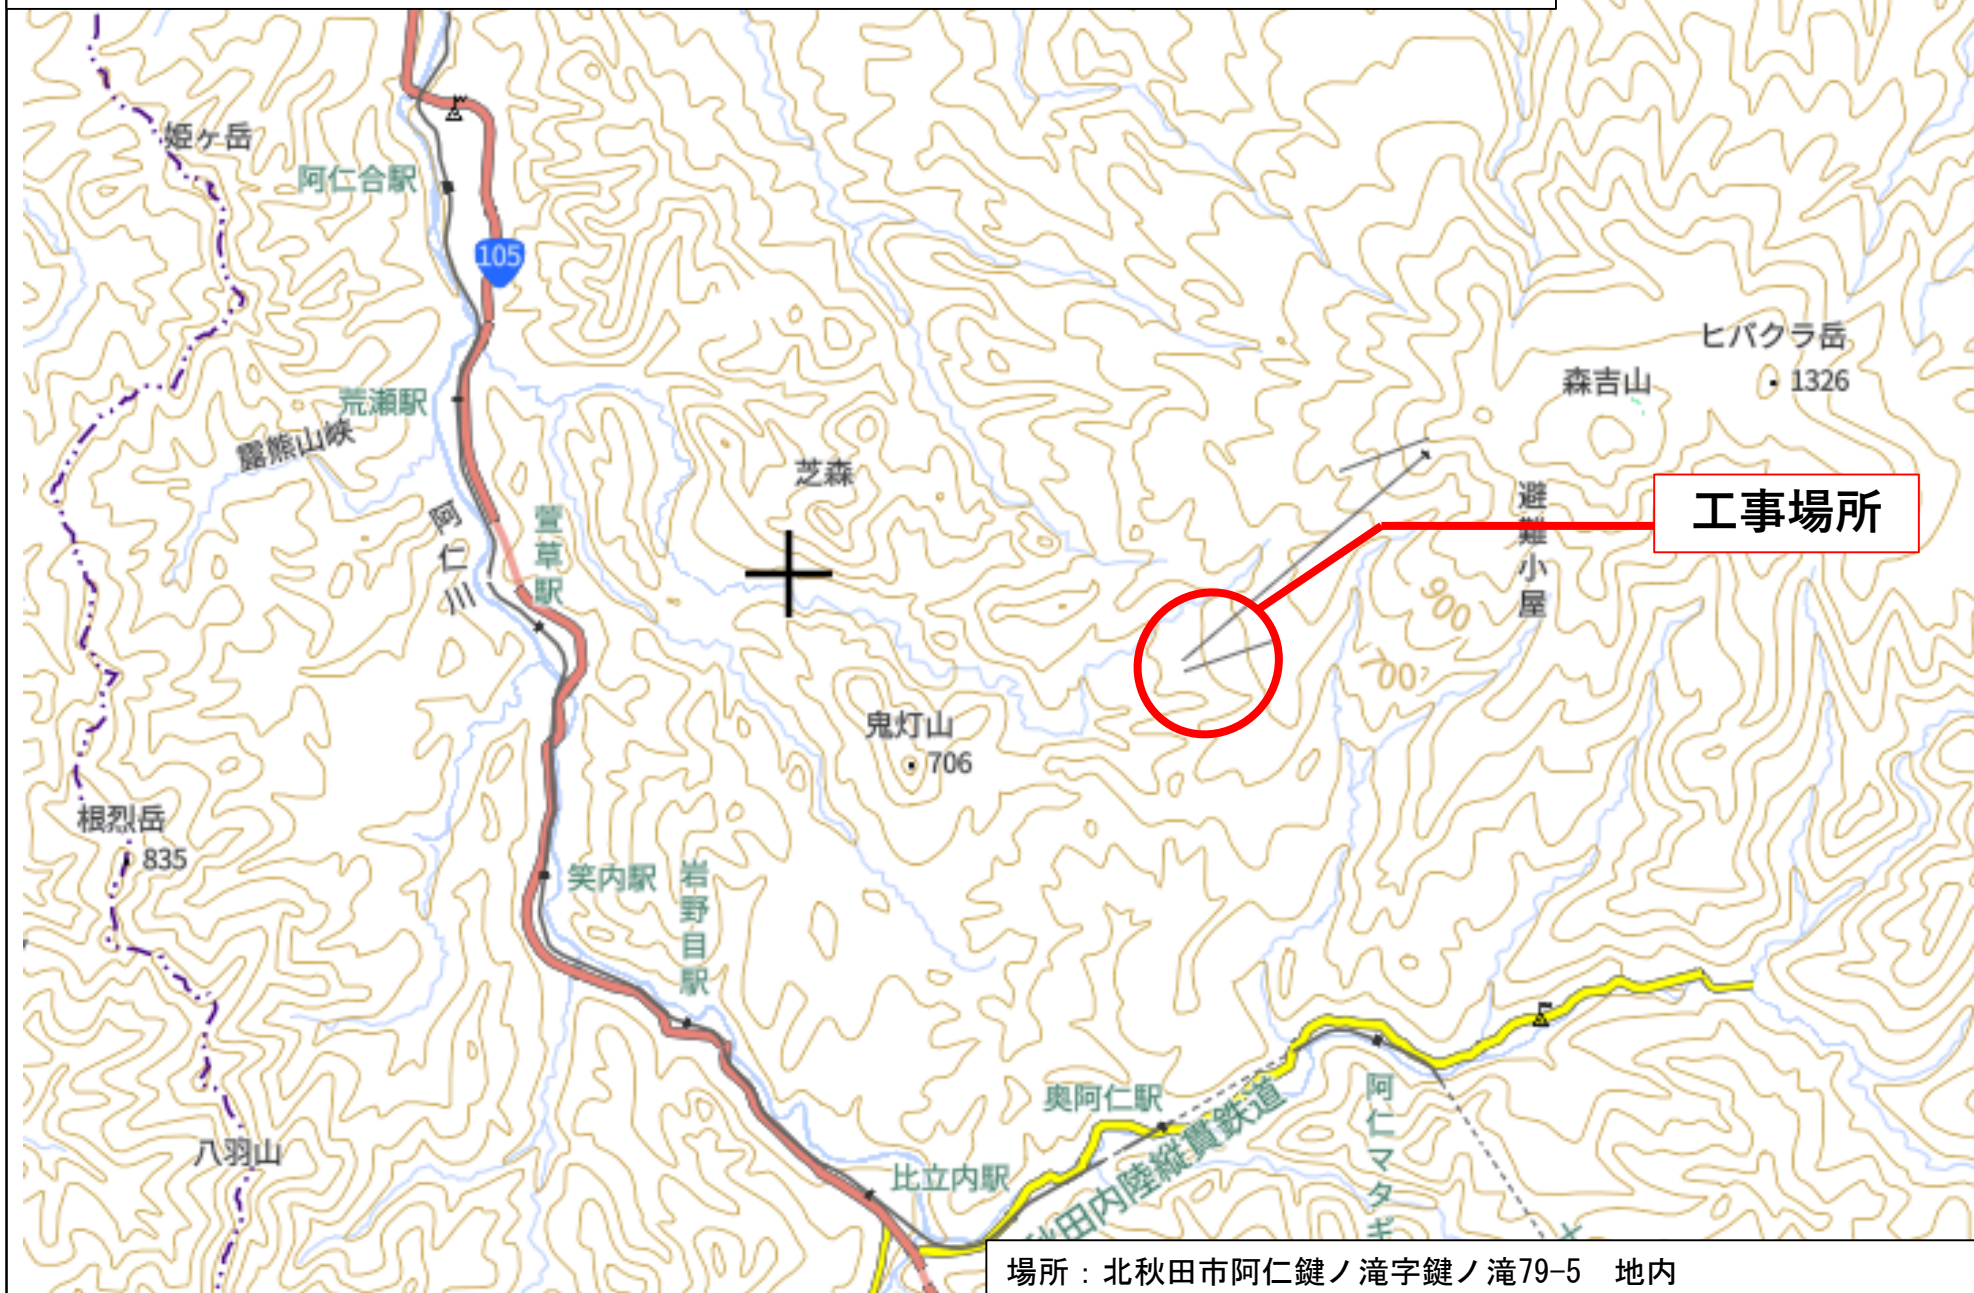 姫ヶ岳
阿仁合駅
105
ヒバクラ岳
1326
森吉山
荒瀬駅
露熊山峡
芝森
避難小屋
工事場所
阿仁川
萱草駅
900
700
鬼灯山
706
根烈岳
835
笑内駅
岩野目駅
奥阿仁駅
秋田内陸縦貫鉄道
阿仁マタギ
八羽山
比立内駅
場所：北秋田市阿仁鍵ノ滝字鍵ノ滝79-5　地内